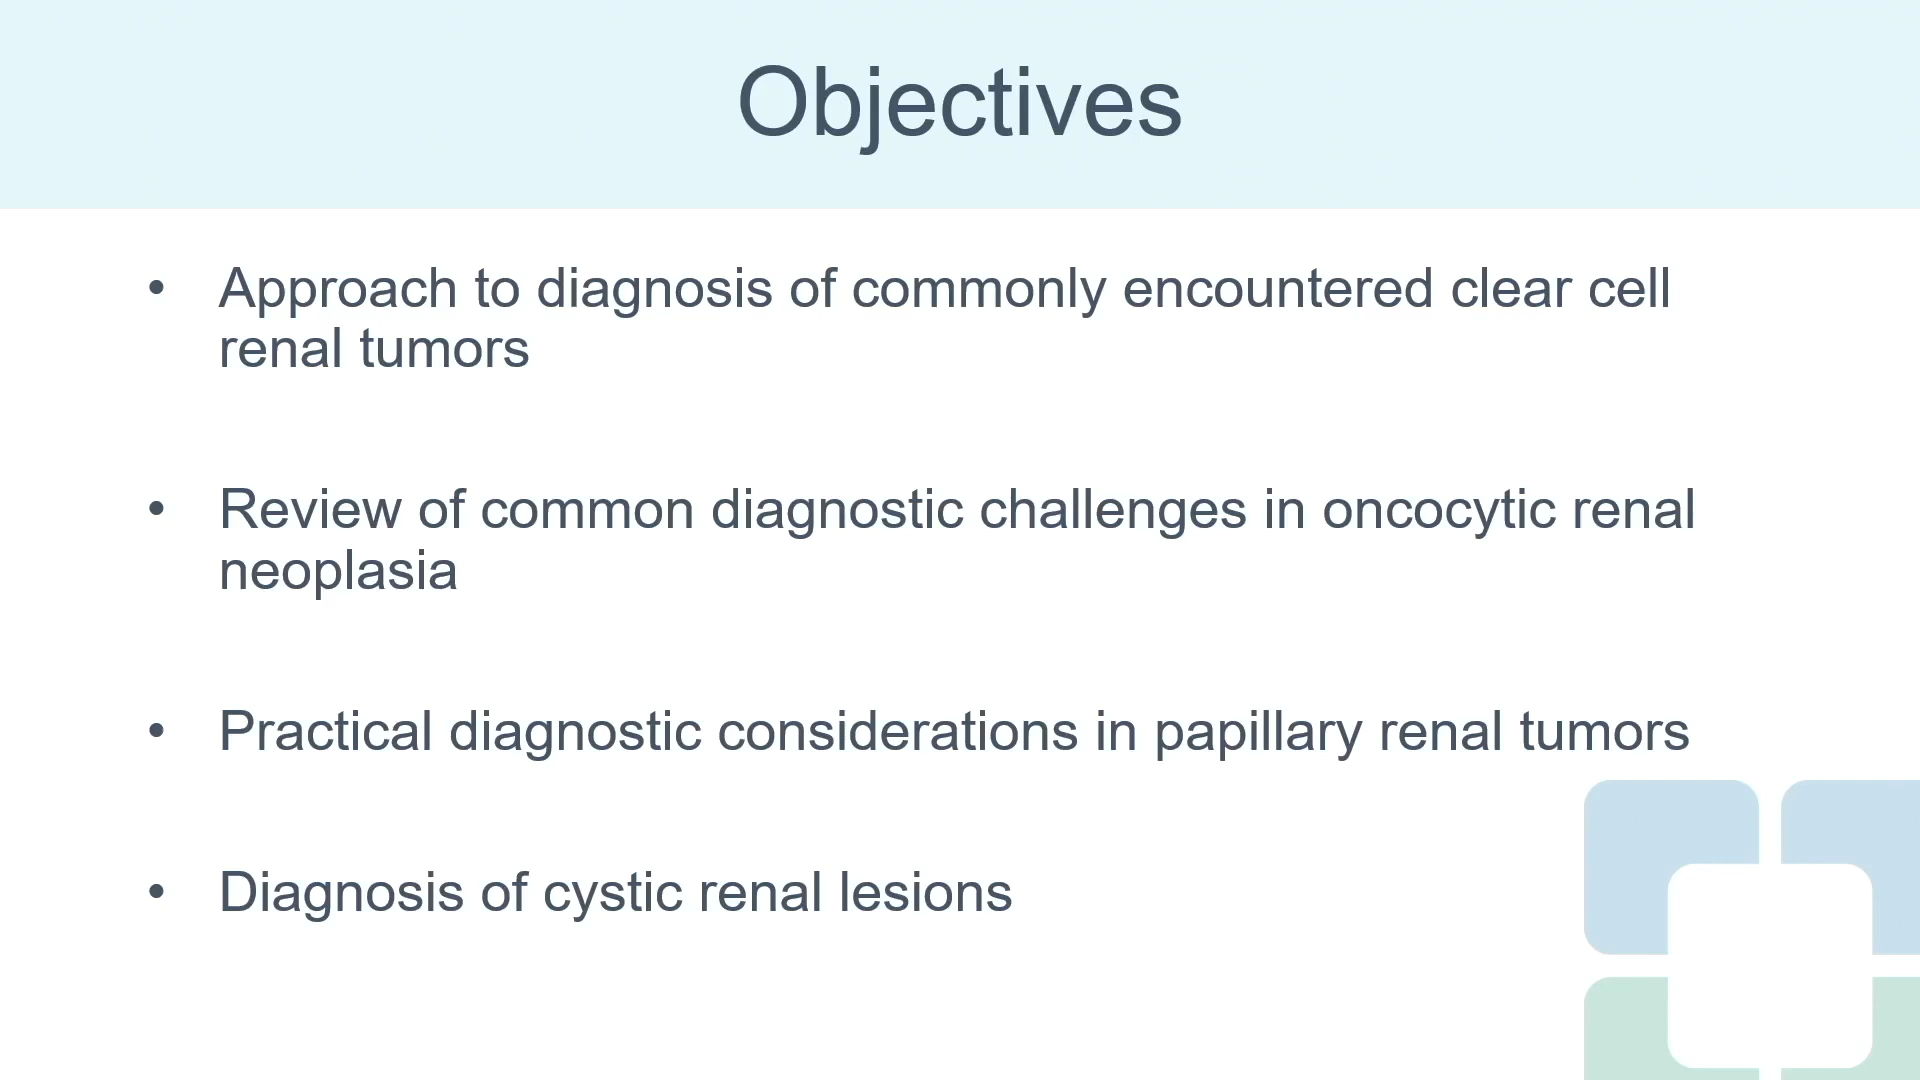 Objectives
• Approach to diagnosis of commonly encountered clear cell
renal tumors
• Review of common diagnostic challenges in oncocytic renal
neoplasia
• Practical diagnostic considerations in papillary renal tumors
• Diagnosis of cystic renal lesions